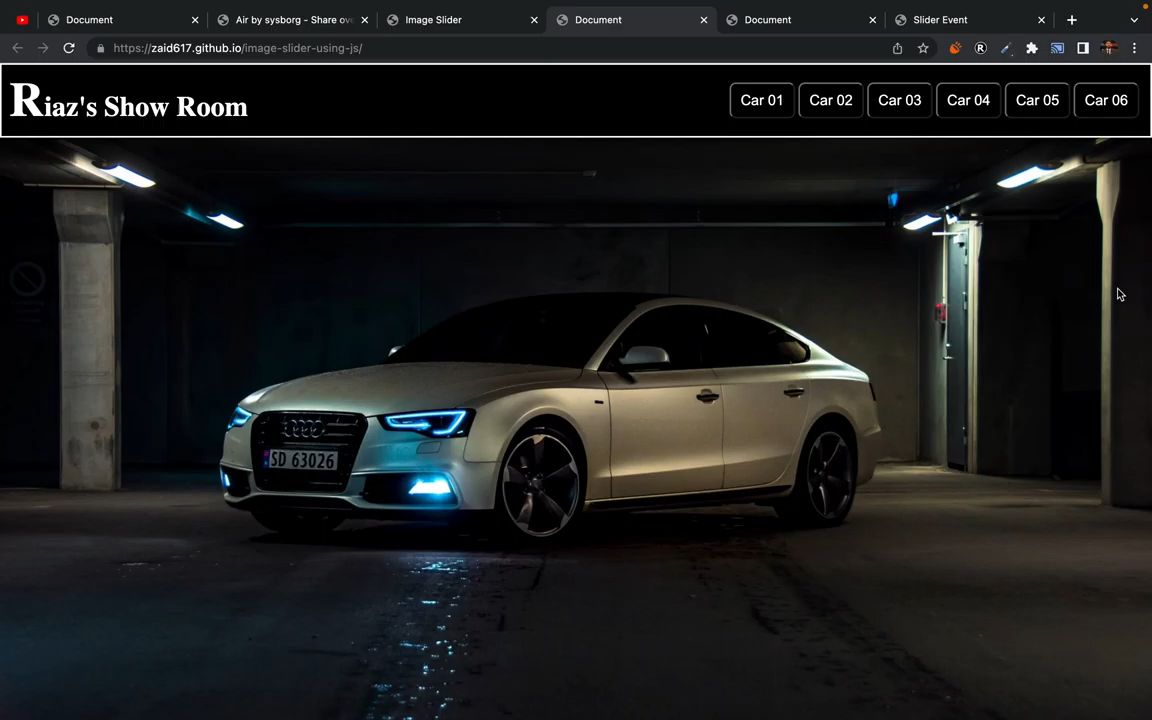 Document
Air by sysborg - Share ove
Image Slider
Document
Document
Slider Event
https://zaid617.github.io/image-slider-using-js/
R
Riaz's Show Room
Car 01
Car 02
Car 03
Car 04
Car 05
Car 06
SD 63026